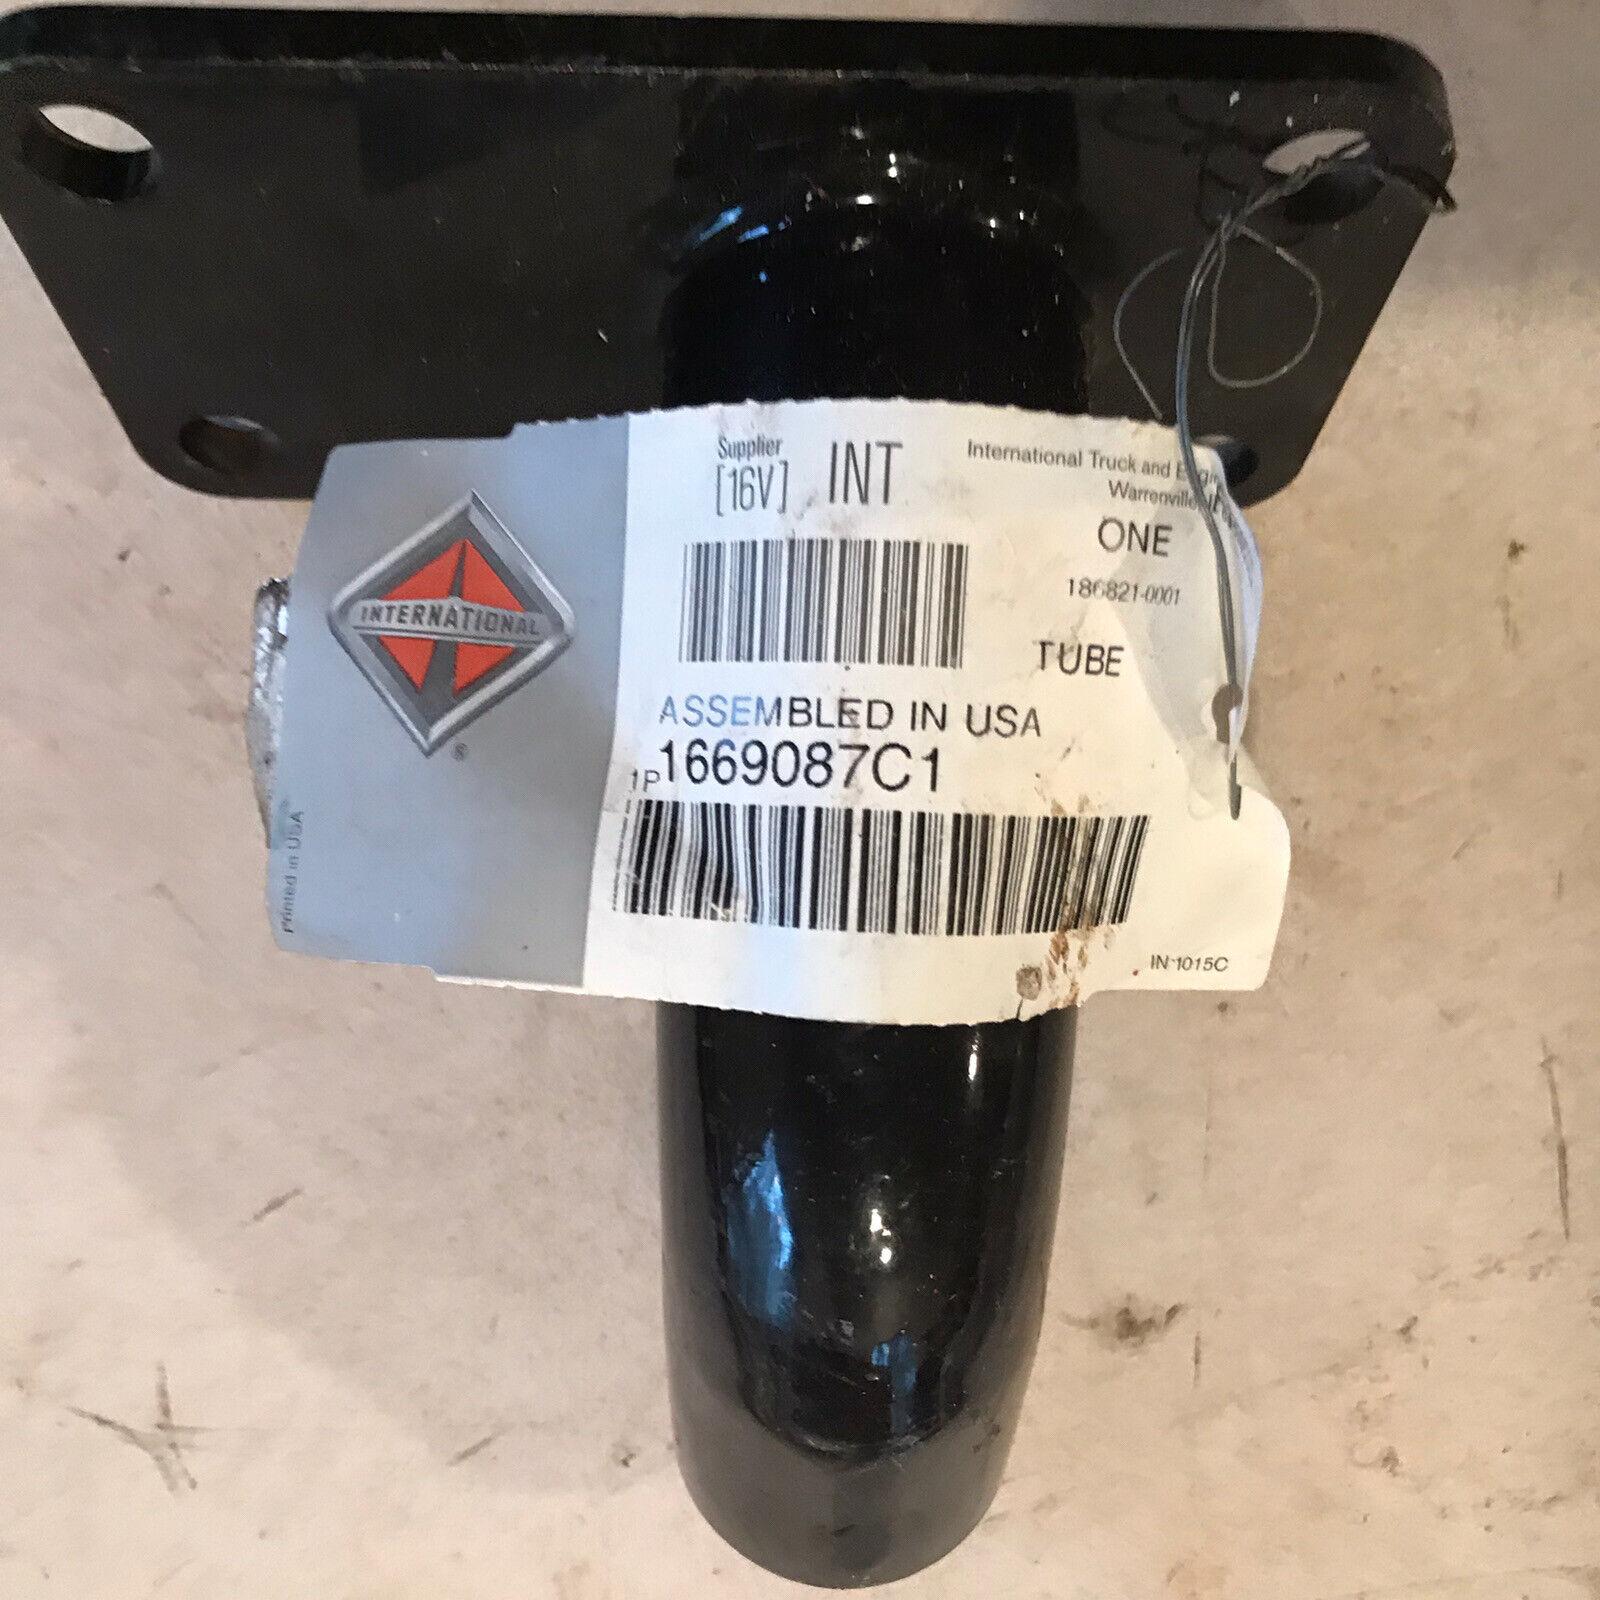 Supplier
[16V] INT
International Truck and
Warrenville
ONE
186821-0001
INTERNATIONAL
®
TUBE
ASSEMBLED IN USA
1P 1669087C1
Printed in USA
IN 1015C